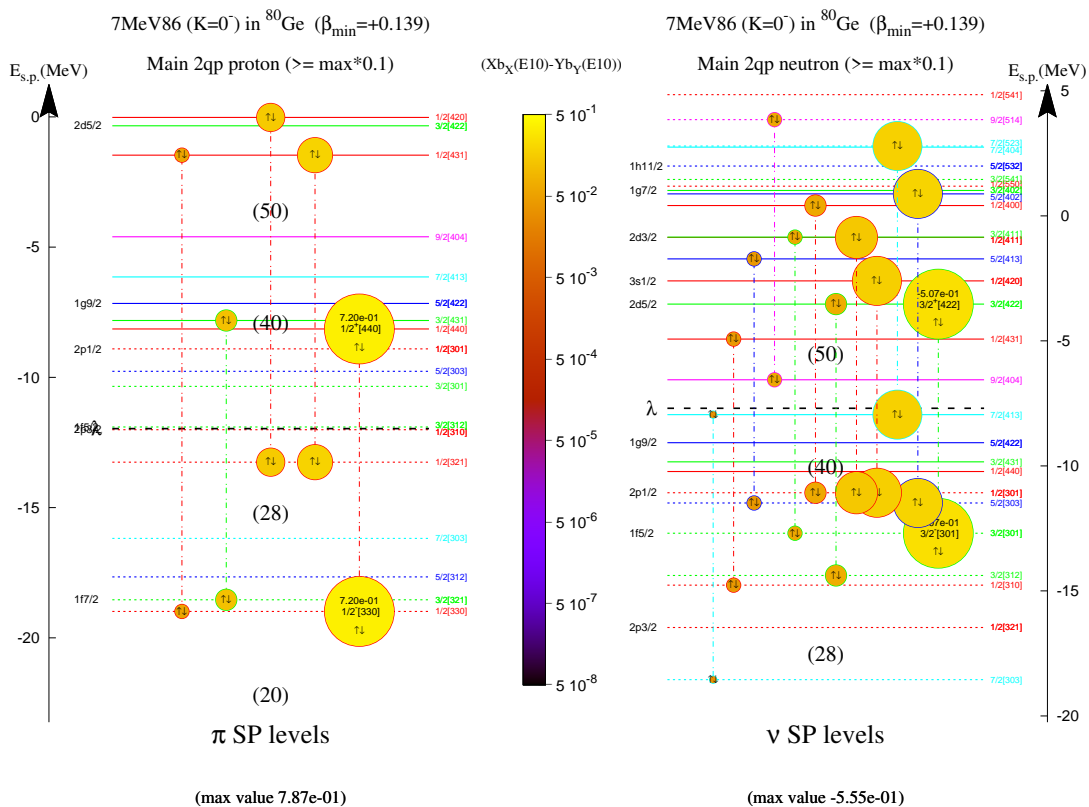 7MeV86 (K=0⁻) in ⁸⁰Ge (β_min=+0.139)
7MeV86 (K=0⁻) in ⁸⁰Ge (β_min=+0.139)
E_s.p.(MeV)
Main 2qp proton (>= max*0.1)
(Xb_X(E10)-Yb_Y(E10))
Main 2qp neutron (>= max*0.1)
E_s.p.(MeV)
0
-5
-10
-15
-20
2d5/2
1g9/2
2p1/2
1f7/2
1/2[420]
3/2[422]
1/2[431]
(50)
9/2[404]
7/2[413]
5/2[422]
3/2[431]
(40)
1/2[440]
1/2[301]
5/2[303]
3/2[301]
3/2[312]
1/2[310]
1/2[321]
(28)
7/2[303]
5/2[312]
3/2[321]
1/2[330]
(20)
7.20e-01
1/2⁺[440]
↑↓
7.20e-01
1/2⁻[330]
↑↓
π SP levels
(max value 7.87e-01)
5 10⁻¹
5 10⁻²
5 10⁻³
5 10⁻⁴
5 10⁻⁵
5 10⁻⁶
5 10⁻⁷
5 10⁻⁸
1h11/2
1g7/2
2d3/2
3s1/2
2d5/2
λ
1g9/2
2p1/2
1f5/2
2p3/2
1/2[541]
9/2[514]
7/2[523]
7/2[404]
5/2[532]
3/2[541]
1/2[550]
3/2[402]
5/2[402]
1/2[400]
3/2[411]
1/2[411]
5/2[413]
1/2[420]
3/2[422]
1/2[431]
(50)
9/2[404]
7/2[413]
5/2[422]
3/2[431]
(40)
1/2[440]
1/2[301]
5/2[303]
3/2[301]
3/2[312]
1/2[310]
1/2[321]
(28)
7/2[303]
-5.07e-01
3/2⁺[422]
↑↓
3/2⁻[301]
↑↓
5
0
-5
-10
-15
-20
ν SP levels
(max value -5.55e-01)